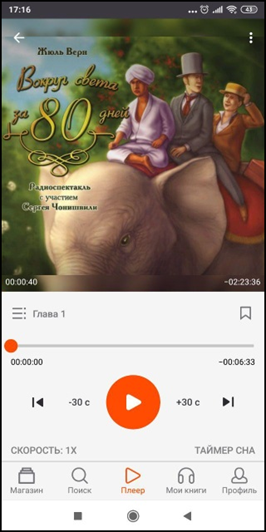 17:16
43
Жюль Верн
Вокруг света
за 80 дней
Радиоспектакль
с участием
Сергея Чонишвили
00:00:40 -02:23:36
Глава 1
00:00:00 -00:06:33
-30 с +30 с
СКОРОСТЬ: 1X ТАЙМЕР СНА
Магазин Поиск Плеер Мои книги Профиль